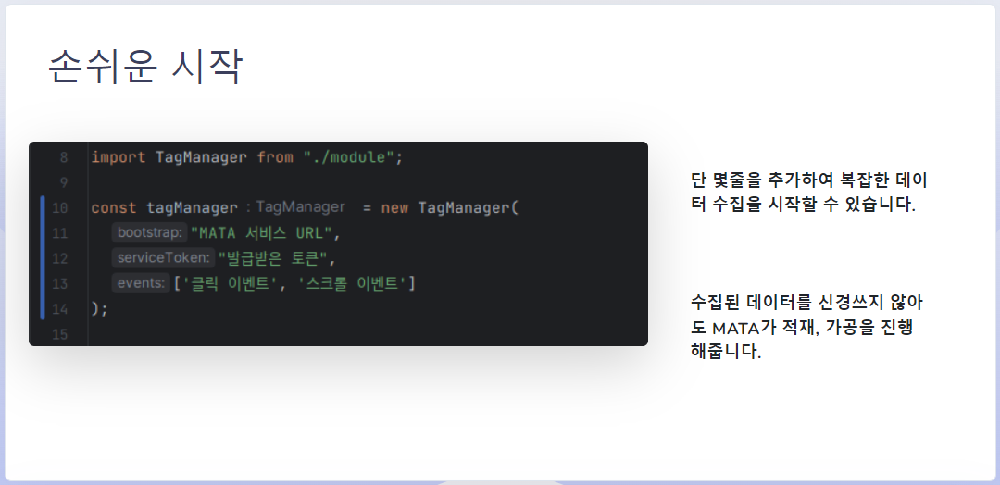 손쉬운 시작
8 import TagManager from "./module";
9
10 const tagManager : TagManager = new TagManager(
11 bootstrap: "MATA 서비스 URL",
12 serviceToken: "발급받은 토큰",
13 events: ['클릭 이벤트', '스크롤 이벤트']
14 );
15
단 몇줄을 추가하여 복잡한 데이
터 수집을 시작할 수 있습니다.
수집된 데이터를 신경쓰지 않아
도 MATA가 적재, 가공을 진행
해줍니다.